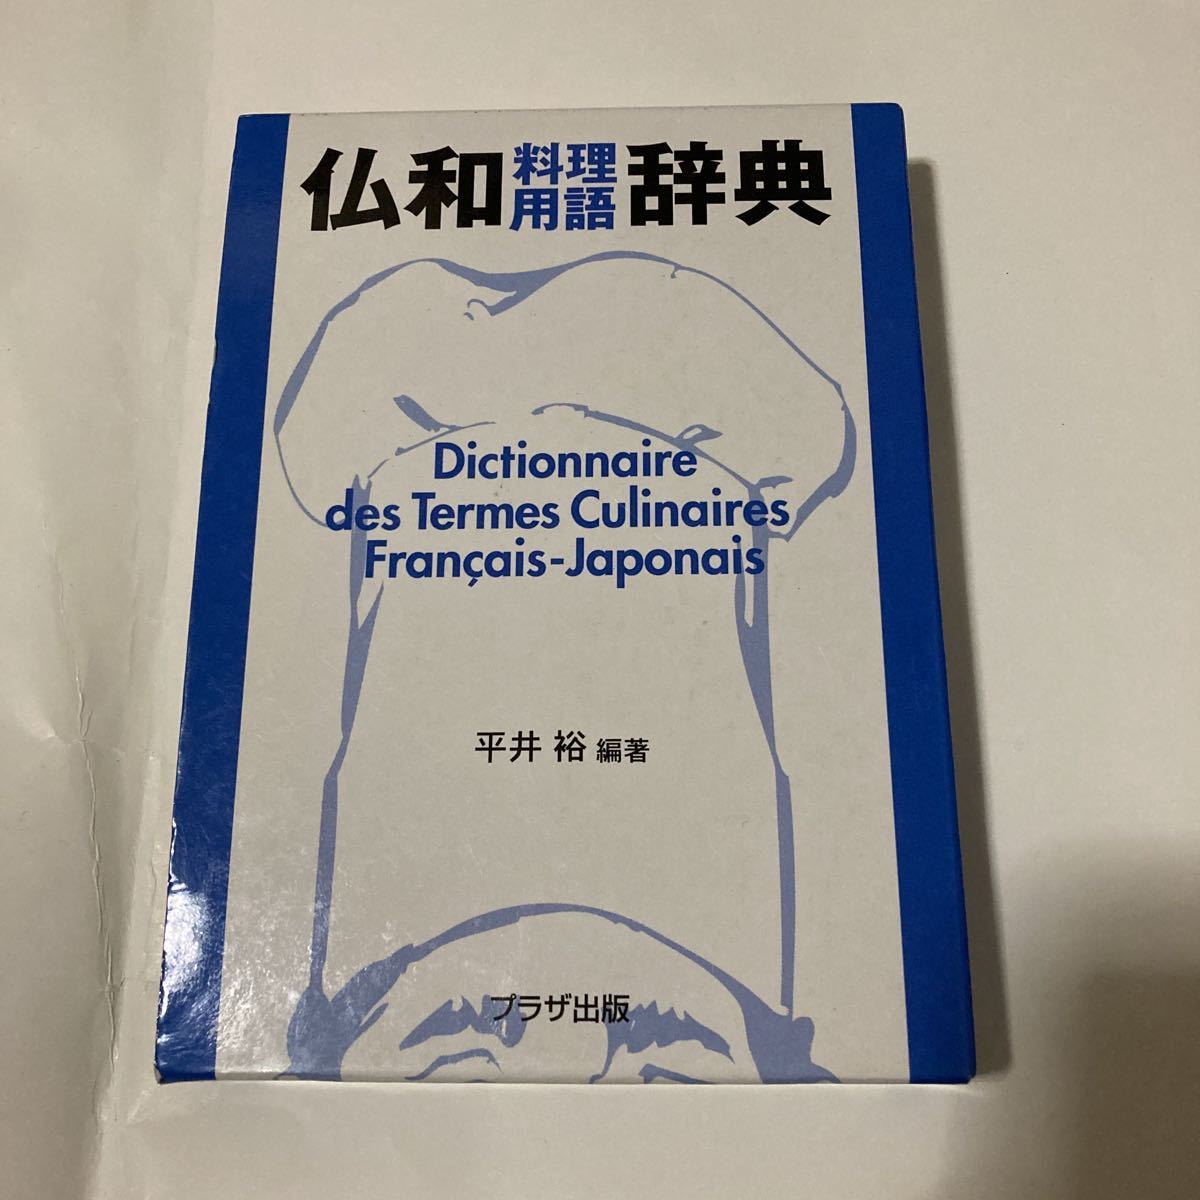 仏和料理用語辞典
Dictionnaire
des Termes Culinaires
Français-Japonais
平井 裕 編著
プラザ出版